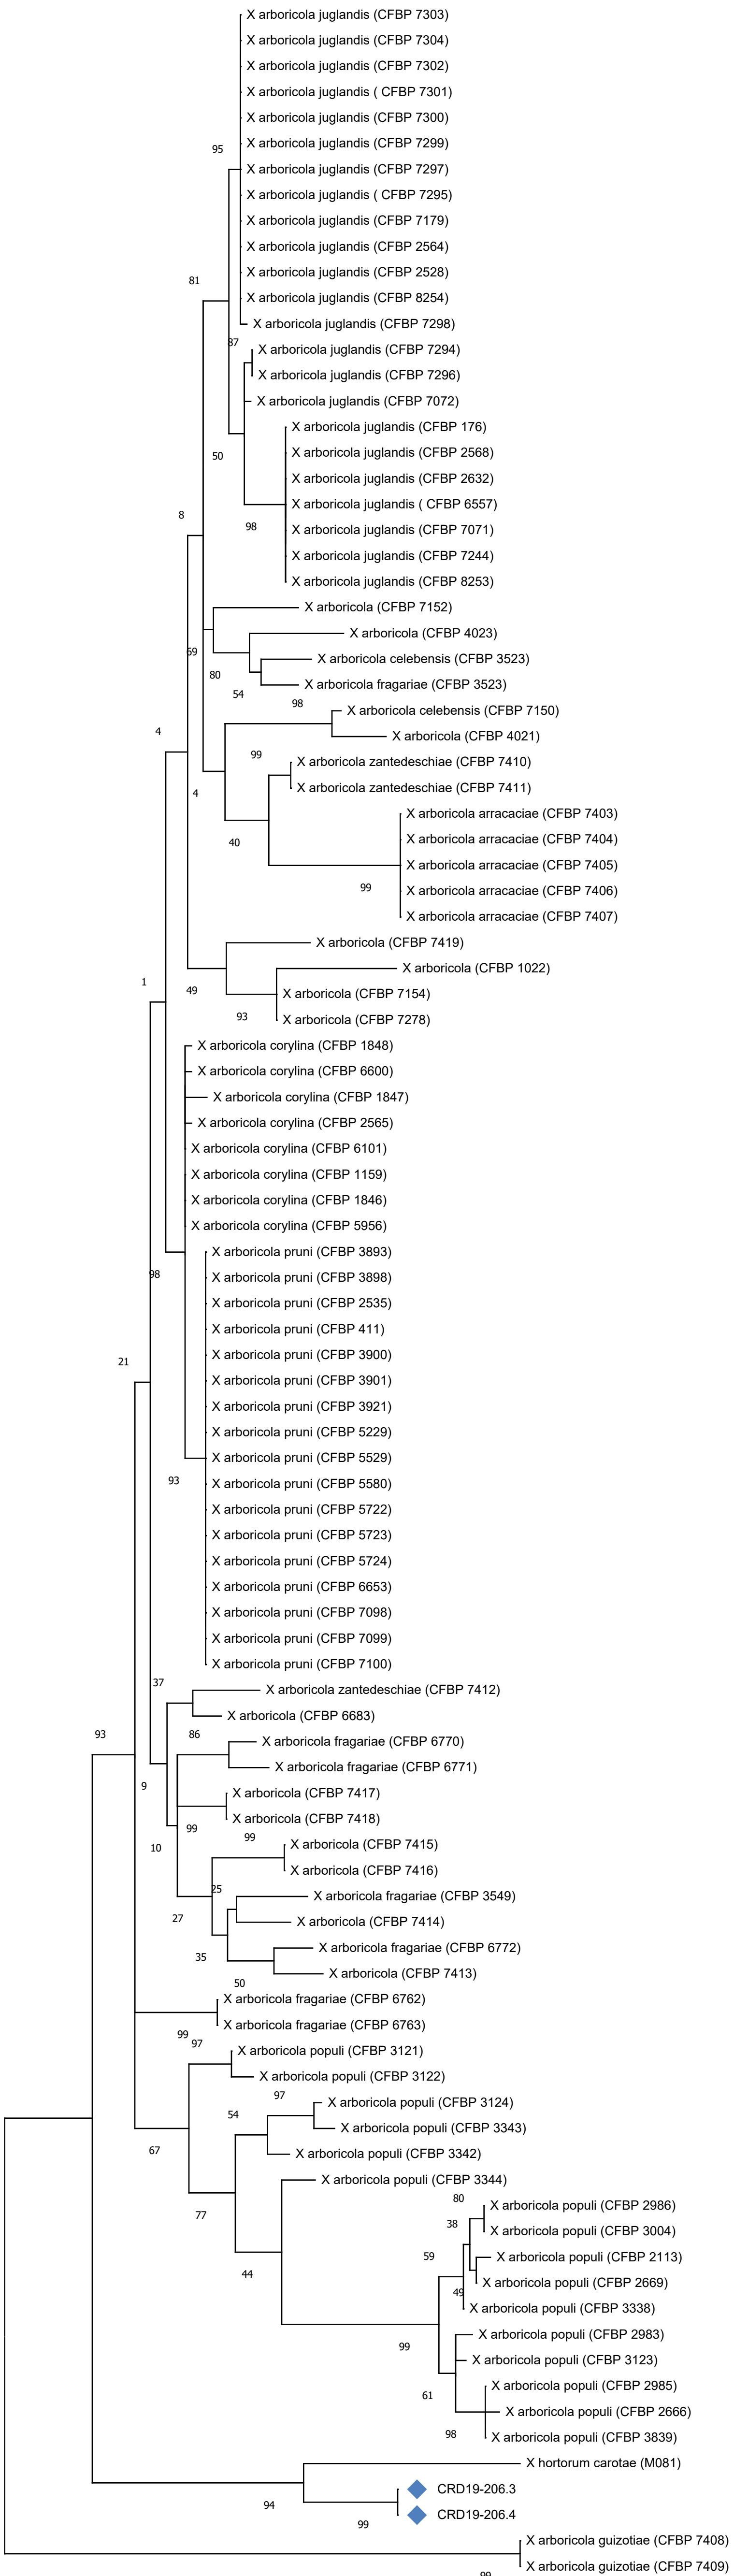 X arboricola juglandis (CFBP 7303)
X arboricola juglandis (CFBP 7304)
X arboricola juglandis (CFBP 7302)
X arboricola juglandis ( CFBP 7301)
X arboricola juglandis (CFBP 7300)
X arboricola juglandis (CFBP 7299)
95
X arboricola juglandis (CFBP 7297)
X arboricola juglandis ( CFBP 7295)
X arboricola juglandis (CFBP 7179)
X arboricola juglandis (CFBP 2564)
X arboricola juglandis (CFBP 2528)
81
X arboricola juglandis (CFBP 8254)
X arboricola juglandis (CFBP 7298)
87
X arboricola juglandis (CFBP 7294)
X arboricola juglandis (CFBP 7296)
X arboricola juglandis (CFBP 7072)
X arboricola juglandis (CFBP 176)
X arboricola juglandis (CFBP 2568)
50
X arboricola juglandis (CFBP 2632)
X arboricola juglandis ( CFBP 6557)
8
98
X arboricola juglandis (CFBP 7071)
X arboricola juglandis (CFBP 7244)
X arboricola juglandis (CFBP 8253)
X arboricola (CFBP 7152)
X arboricola (CFBP 4023)
69
X arboricola celebensis (CFBP 3523)
80
X arboricola fragariae (CFBP 3523)
54
98
X arboricola celebensis (CFBP 7150)
4
X arboricola (CFBP 4021)
99
X arboricola zantedeschiae (CFBP 7410)
X arboricola zantedeschiae (CFBP 7411)
4
X arboricola arracaciae (CFBP 7403)
X arboricola arracaciae (CFBP 7404)
40
X arboricola arracaciae (CFBP 7405)
99
X arboricola arracaciae (CFBP 7406)
X arboricola arracaciae (CFBP 7407)
X arboricola (CFBP 7419)
X arboricola (CFBP 1022)
1
49
X arboricola (CFBP 7154)
93
X arboricola (CFBP 7278)
X arboricola corylina (CFBP 1848)
X arboricola corylina (CFBP 6600)
X arboricola corylina (CFBP 1847)
X arboricola corylina (CFBP 2565)
X arboricola corylina (CFBP 6101)
X arboricola corylina (CFBP 1159)
X arboricola corylina (CFBP 1846)
X arboricola corylina (CFBP 5956)
X arboricola pruni (CFBP 3893)
98
X arboricola pruni (CFBP 3898)
X arboricola pruni (CFBP 2535)
X arboricola pruni (CFBP 411)
X arboricola pruni (CFBP 3900)
21
X arboricola pruni (CFBP 3901)
X arboricola pruni (CFBP 3921)
X arboricola pruni (CFBP 5229)
X arboricola pruni (CFBP 5529)
93
X arboricola pruni (CFBP 5580)
X arboricola pruni (CFBP 5722)
X arboricola pruni (CFBP 5723)
X arboricola pruni (CFBP 5724)
X arboricola pruni (CFBP 6653)
X arboricola pruni (CFBP 7098)
X arboricola pruni (CFBP 7099)
X arboricola pruni (CFBP 7100)
37
X arboricola zantedeschiae (CFBP 7412)
X arboricola (CFBP 6683)
93
86
X arboricola fragariae (CFBP 6770)
X arboricola fragariae (CFBP 6771)
9
X arboricola (CFBP 7417)
X arboricola (CFBP 7418)
99
99
10
X arboricola (CFBP 7415)
X arboricola (CFBP 7416)
25
X arboricola fragariae (CFBP 3549)
27
X arboricola (CFBP 7414)
X arboricola fragariae (CFBP 6772)
35
X arboricola (CFBP 7413)
50
X arboricola fragariae (CFBP 6762)
X arboricola fragariae (CFBP 6763)
99
97
X arboricola populi (CFBP 3121)
X arboricola populi (CFBP 3122)
97
X arboricola populi (CFBP 3124)
54
X arboricola populi (CFBP 3343)
67
X arboricola populi (CFBP 3342)
X arboricola populi (CFBP 3344)
80
X arboricola populi (CFBP 2986)
77
38
X arboricola populi (CFBP 3004)
59
X arboricola populi (CFBP 2113)
44
X arboricola populi (CFBP 2669)
49
X arboricola populi (CFBP 3338)
X arboricola populi (CFBP 2983)
99
X arboricola populi (CFBP 3123)
X arboricola populi (CFBP 2985)
61
X arboricola populi (CFBP 2666)
98
X arboricola populi (CFBP 3839)
X hortorum carotae (M081)
CRD19-206.3
94
CRD19-206.4
99
X arboricola guizotiae (CFBP 7408)
X arboricola guizotiae (CFBP 7409)